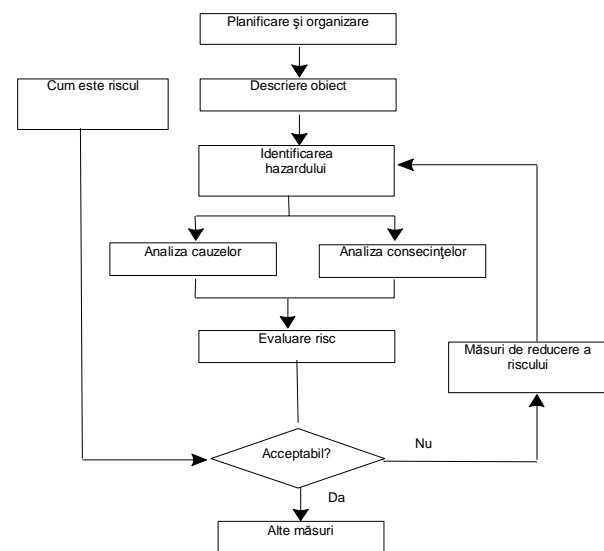 Planificare şi organizare
Cum este riscul
Descriere obiect
Identificarea
hazardului
Analiza cauzelor
Analiza consecinţelor
Evaluare risc
Măsuri de reducere a
riscului
Acceptabil?
Nu
Da
Alte măsuri